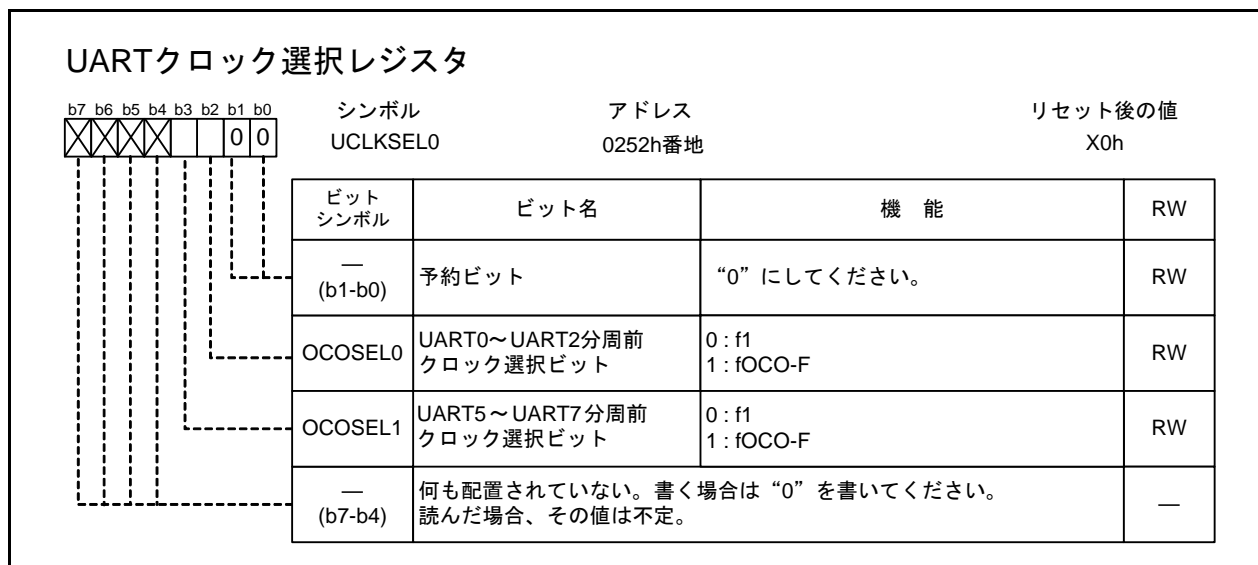 UARTクロック選択レジスタ
b7 b6 b5 b4 b3 b2 b1 b0
0 0
シンボル アドレス リセット後の値
UCLKSEL0 0252h番地 X0h
ビット
シンボル ビット名 機 能 RW
—
(b1-b0) 予約ビット “0”にしてください。 RW
OCOSEL0 UART0～UART2分周前
クロック選択ビット 0 : f1
1 : fOCO-F RW
OCOSEL1 UART5～UART7分周前
クロック選択ビット 0 : f1
1 : fOCO-F RW
—
(b7-b4) 何も配置されていない。書く場合は“0”を書いてください。
読んだ場合、その値は不定。 —